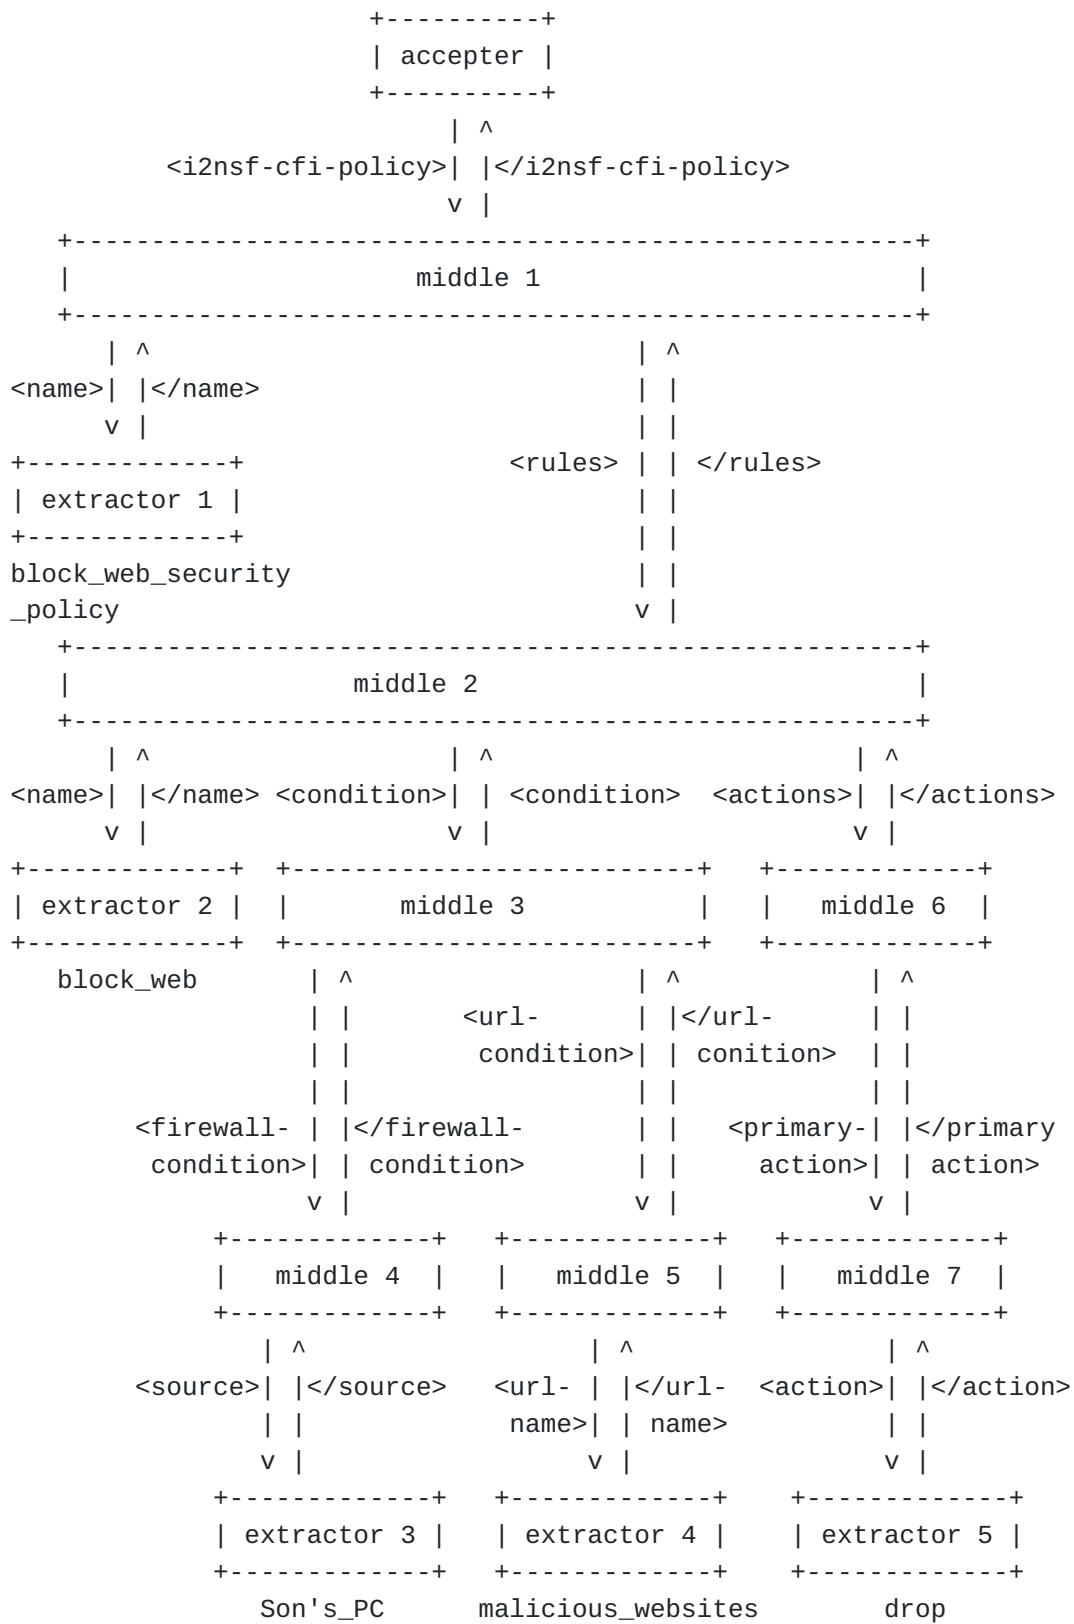 +----------+
                       | accepter |
                       +----------+
                            | ^
          <i2nsf-cfi-policy>| |</i2nsf-cfi-policy>
                            v |
   +------------------------------------------------------+
   |                      middle 1                        |
   +------------------------------------------------------+
      | ^                               | ^
<name>| |</name>                        | |
      v |                               | |
+-------------+                 <rules> | | </rules>
| extractor 1 |                         | |
+-------------+                         | |
block_web_security                      | |
_policy                                 v |
   +------------------------------------------------------+
   |                  middle 2                            |
   +------------------------------------------------------+
      | ^                   | ^                       | ^
<name>| |</name> <condition>| | <condition>  <actions>| |</actions>
      v |                   v |                       v |
+-------------+  +--------------------------+   +-------------+
| extractor 2 |  |       middle 3           |   |   middle 6  |
+-------------+  +--------------------------+   +-------------+
   block_web       | ^                  | ^            | ^
                   | |       <url-      | |</url-      | |
                   | |        condition>| | conition>  | |
                   | |                  | |            | |
        <firewall- | |</firewall-       | |   <primary-| |</primary
         condition>| | condition>       | |     action>| | action>
                   v |                  v |            v |
             +-------------+   +-------------+   +-------------+
             |   middle 4  |   |   middle 5  |   |   middle 7  |
             +-------------+   +-------------+   +-------------+
                | ^                  | ^                | ^
        <source>| |</source>   <url- | |</url-  <action>| |</action>
                | |             name>| | name>          | |
                v |                  v |                v |
             +-------------+   +-------------+    +-------------+
             | extractor 3 |   | extractor 4 |    | extractor 5 |
             +-------------+   +-------------+    +-------------+
                Son's_PC      malicious_websites        drop